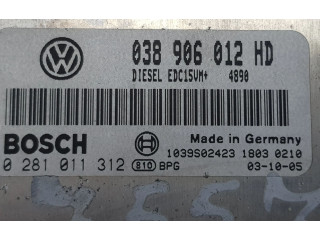 038 906 012 HD
DIESEL EDC15VM+ 4890
BOSCH
Made in Germany
1039S02423 1803 0210
0 281 011 312 810 BPG 03-10-05